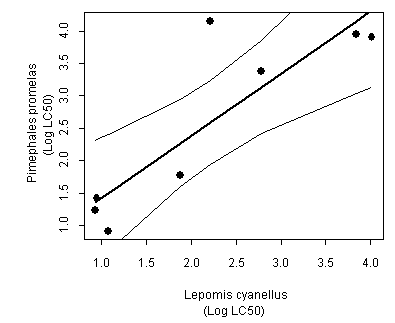 Pimephales promelas
(Log LC50)
4.0
3.5
3.0
2.5
2.0
1.5
1.0
1.0 1.5 2.0 2.5 3.0 3.5 4.0
Lepomis cyanellus
(Log LC50)